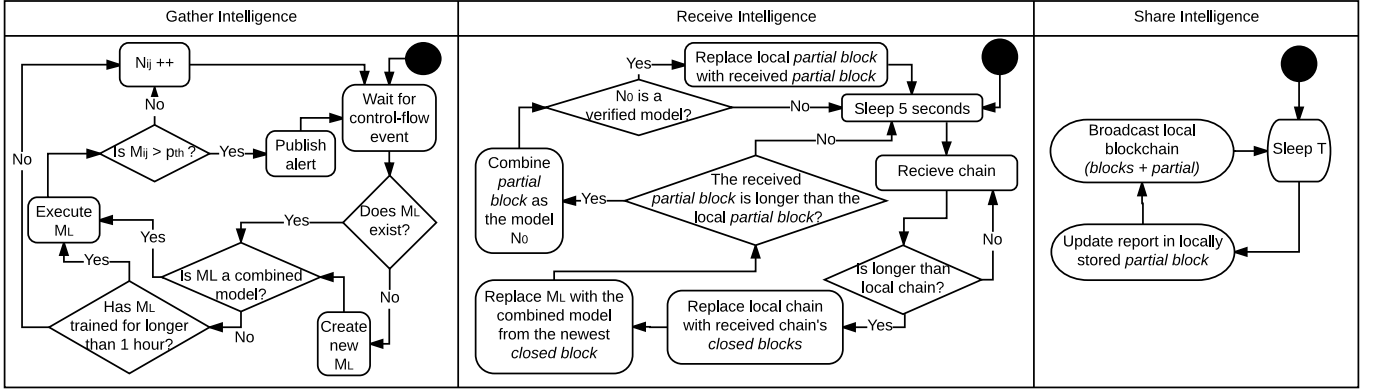 Gather Intelligence
Nij ++
No
Is Mij > pth ?
Yes
Publish
alert
Wait for
control-flow
event
No
Execute
ML
Yes
Yes
Does ML
exist?
Yes
Is ML a combined
model?
No
Has ML
trained for longer
than 1 hour?
No
Create
new
ML
Receive Intelligence
Yes
Replace local partial block
with received partial block
N0 is a
verified model?
No
Sleep 5 seconds
No
Combine
partial
block as
the model
N0
Yes
The received
partial block is longer than the
local partial block?
Recieve chain
No
Is longer than
local chain?
Yes
Replace local chain
with received chain's
closed blocks
Replace ML with the
combined model
from the newest
closed block
Share Intelligence
Broadcast local
blockchain
(blocks + partial)
Sleep T
Update report in locally
stored partial block